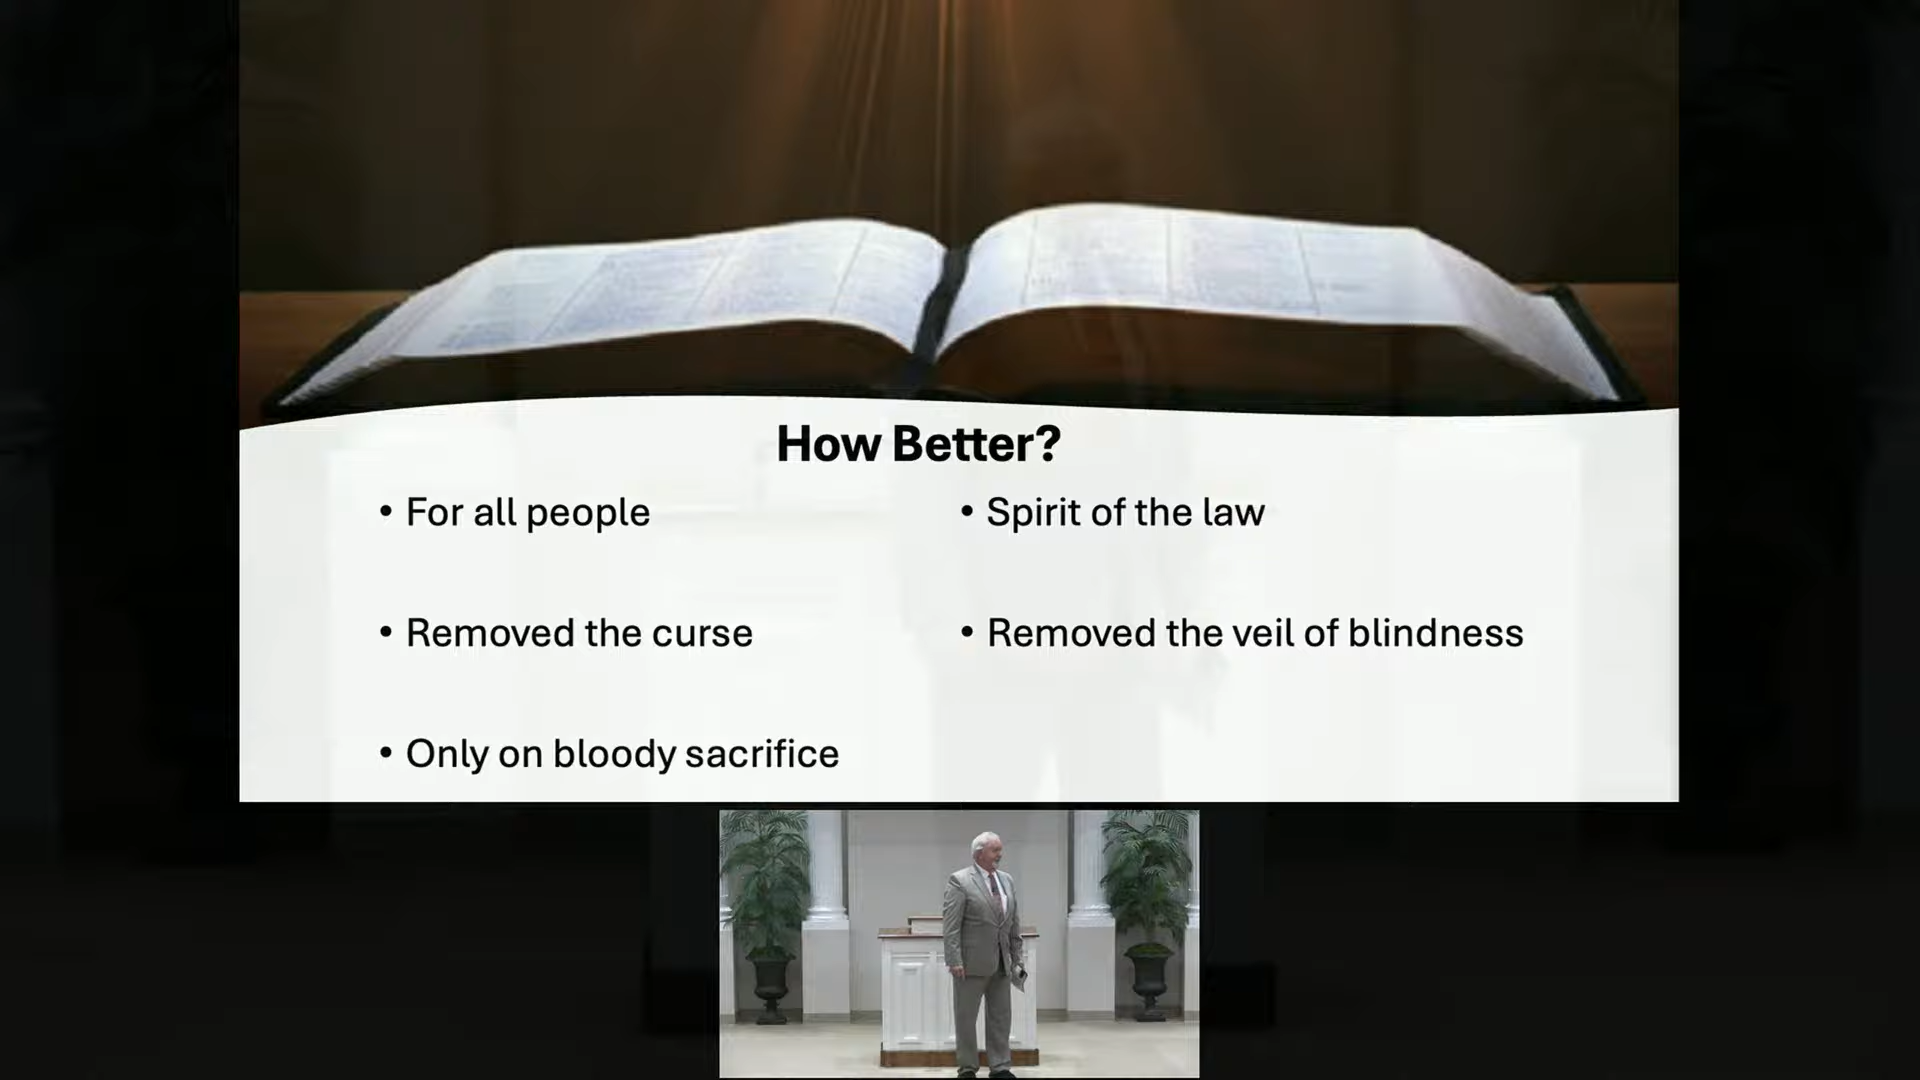 How Better?
• For all people
• Removed the curse
• Only on bloody sacrifice
• Spirit of the law
• Removed the veil of blindness